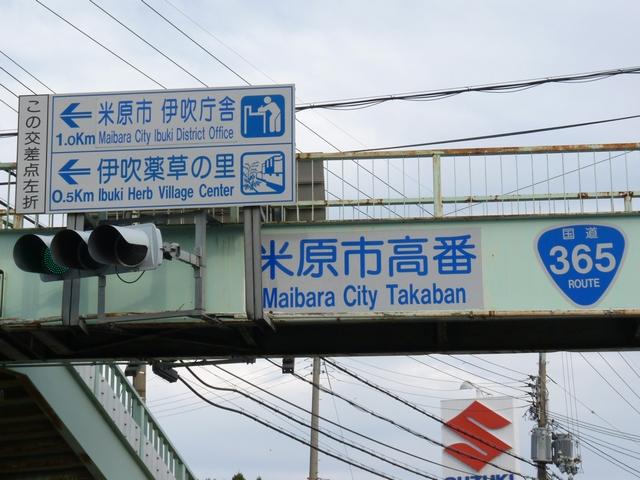 この交差点左折
米原市 伊吹庁舎
1.0Km Maibara City Ibuki District Office
伊吹薬草の里
0.5Km Ibuki Herb Village Center
米原市高番
Maibara City Takaban
国道
365
ROUTE
SUZUKI